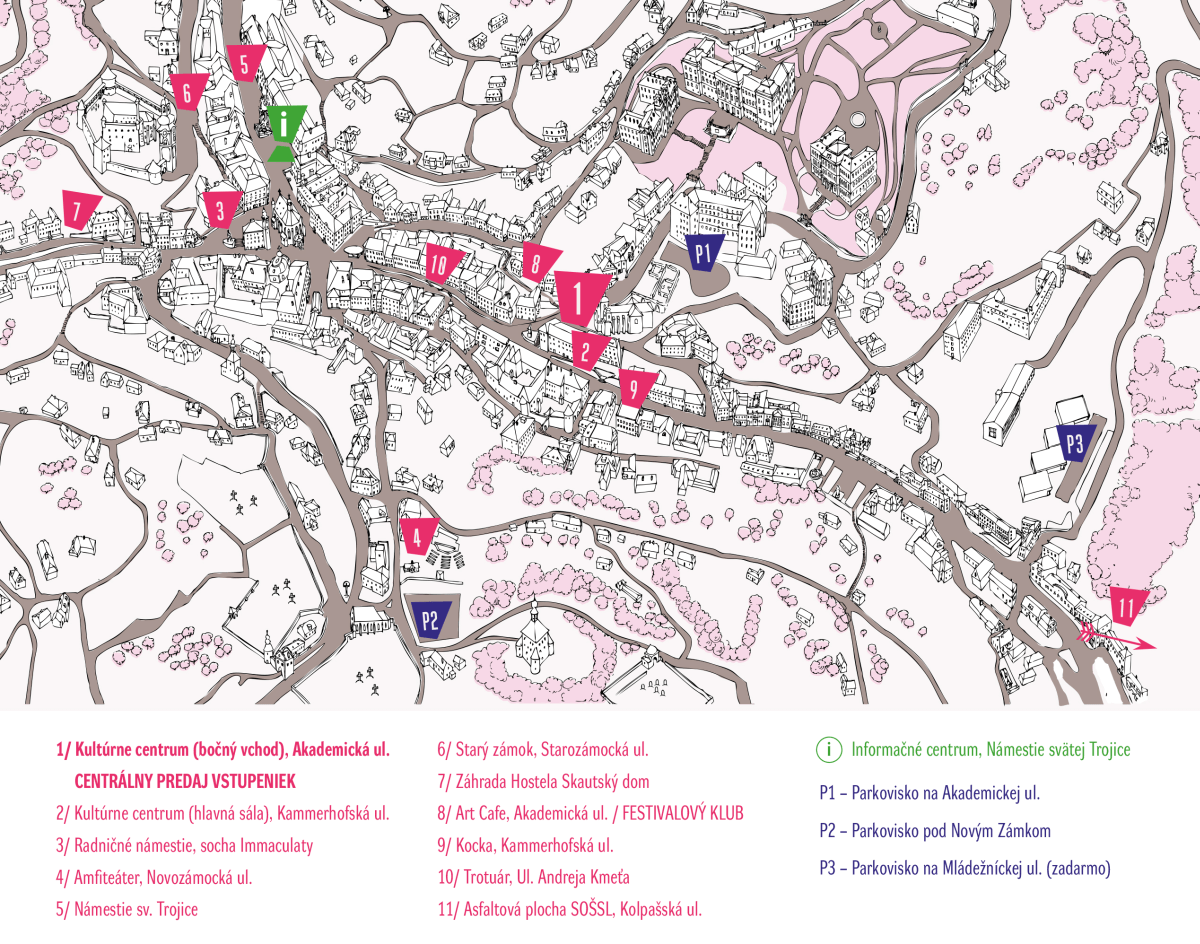 5
6
i
7
3
10
8
P1
1
2
9
P3
4
P2
11
1/ Kultúrne centrum (bočný vchod), Akademická ul.
CENTRÁLNY PREDAJ VSTUPENIEK
2/ Kultúrne centrum (hlavná sála), Kammerhofská ul.
3/ Radničné námestie, socha Immaculaty
4/ Amfiteáter, Novozámocká ul.
5/ Námestie sv. Trojice
6/ Starý zámok, Starozámocká ul.
7/ Záhrada Hostela Skautský dom
8/ Art Cafe, Akademická ul. / FESTIVALOVÝ KLUB
9/ Kocka, Kammerhofská ul.
10/ Trotuár, Ul. Andreja Kmeťa
11/ Asfaltová plocha SOŠSL, Kolpašská ul.
i Informačné centrum, Námestie svätej Trojice
P1 – Parkovisko na Akademickej ul.
P2 – Parkovisko pod Novým Zámkom
P3 – Parkovisko na Mládežníckej ul. (zadarmo)